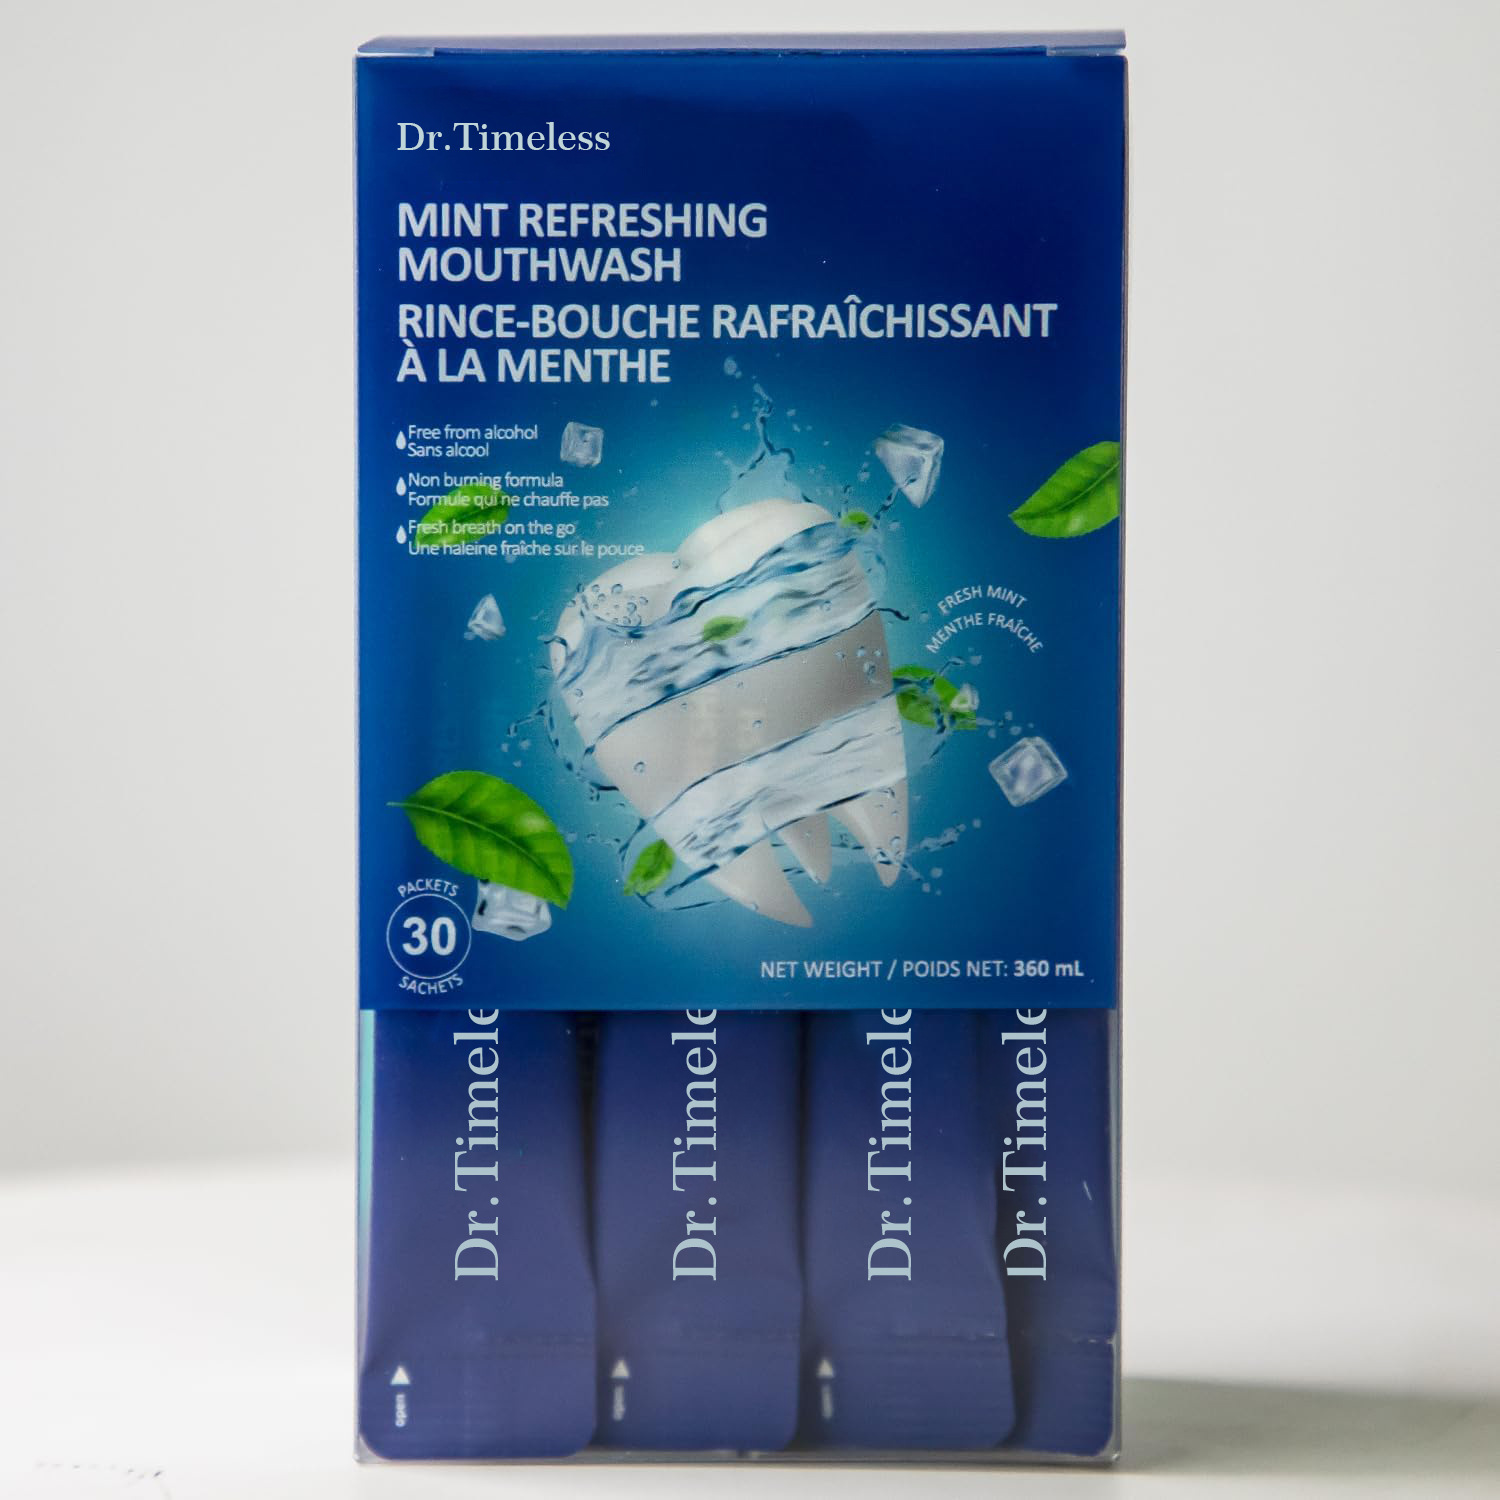 Dr.Timeless
MINT REFRESHING
MOUTHWASH
RINCE-BOUCHE RAFRAÎCHISSANT
À LA MENTHE
Free from alcohol
Sans alcool
Non burning formula
Formule qui ne chauffe pas
Fresh breath on the go
Une haleine fraîche sur le pouce
FRESH MINT
MENTHE FRAÎCHE
PACKETS
30
SACHETS
NET WEIGHT / POIDS NET: 360 mL
Dr.Timele
Dr.Timele
Dr.Timele
Dr.Timele
open
open
open